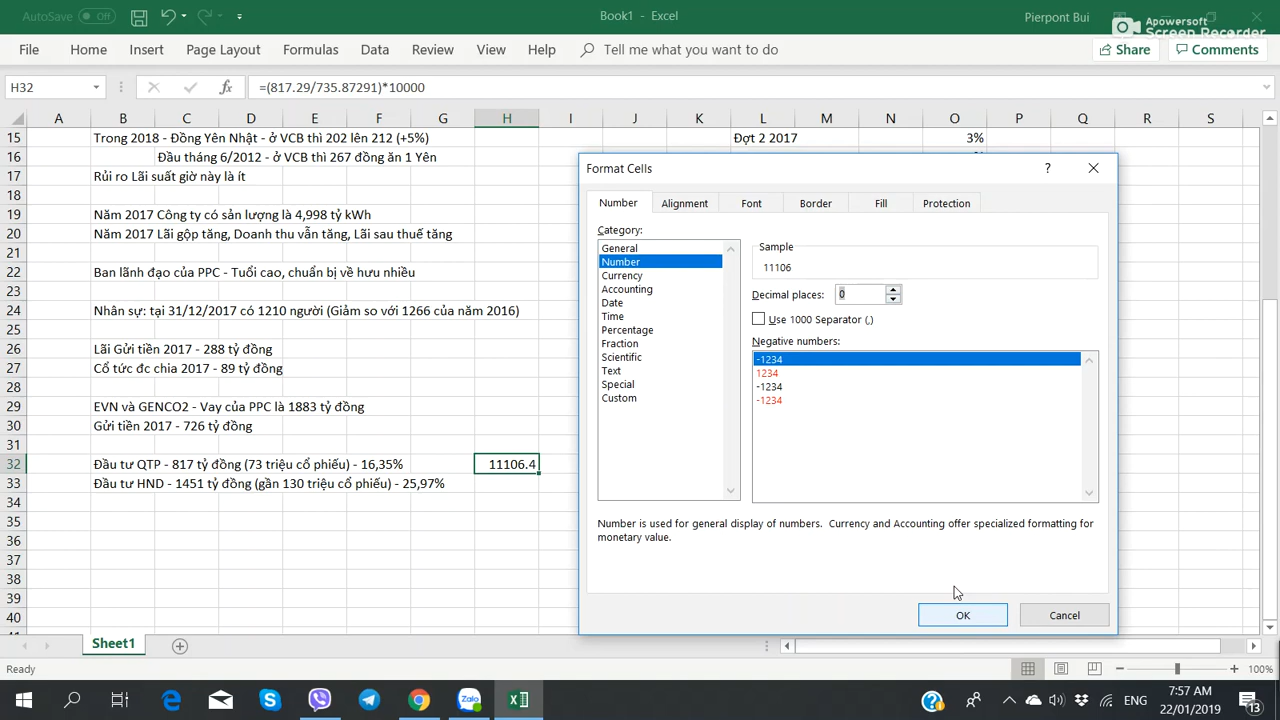 AutoSave Off
Book1 - Excel
Pierpont Bui
Apowersoft
Screen Recorder
File Home Insert Page Layout Formulas Data Review View Help Tell me what you want to do Share Comments
H32 fx =(817.29/735.87291)*10000
A B C D E F G H I J K L M N O P Q R S
15 Trong 2018 - Đồng Yên Nhật - ở VCB thì 202 lên 212 (+5%) Đợt 2 2017 3%
16 Đầu tháng 6/2012 - ở VCB thì 267 đồng ăn 1 Yên
17 Rủi ro Lãi suất giờ này là ít
18
19 Năm 2017 Công ty có sản lượng là 4,998 tỷ kWh
20 Năm 2017 Lãi gộp tăng, Doanh thu vẫn tăng, Lãi sau thuế tăng
21
22 Ban lãnh đạo của PPC - Tuổi cao, chuẩn bị về hưu nhiều
23
24 Nhân sự: tại 31/12/2017 có 1210 người (Giảm so với 1266 của năm 2016)
25
26 Lãi Gửi tiền 2017 - 288 tỷ đồng
27 Cổ tức đc chia 2017 - 89 tỷ đồng
28
29 EVN và GENCO2 - Vay của PPC là 1883 tỷ đồng
30 Gửi tiền 2017 - 726 tỷ đồng
31
32 Đầu tư QTP - 817 tỷ đồng (73 triệu cổ phiếu) - 16,35% 11106.4
33 Đầu tư HND - 1451 tỷ đồng (gần 130 triệu cổ phiếu) - 25,97%
34
35
36
37
38
39
40
Format Cells ?
Number Alignment Font Border Fill Protection
Category:
General
Number
Currency
Accounting
Date
Time
Percentage
Fraction
Scientific
Text
Special
Custom
Sample
11106
Decimal places: 0
Use 1000 Separator (,)
Negative numbers:
-1234
1234
-1234
-1234
Number is used for general display of numbers. Currency and Accounting offer specialized formatting for
monetary value.
OK Cancel
Sheet1
Ready 100%
Zalo
ENG
7:57 AM
22/01/2019
13